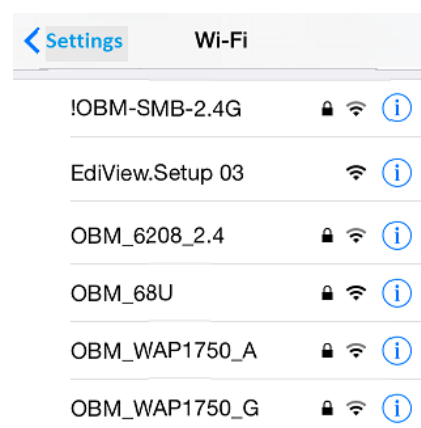 Settings Wi-Fi
!OBM-SMB-2.4G
EdiView.Setup 03
OBM_6208_2.4
OBM_68U
OBM_WAP1750_A
OBM_WAP1750_G